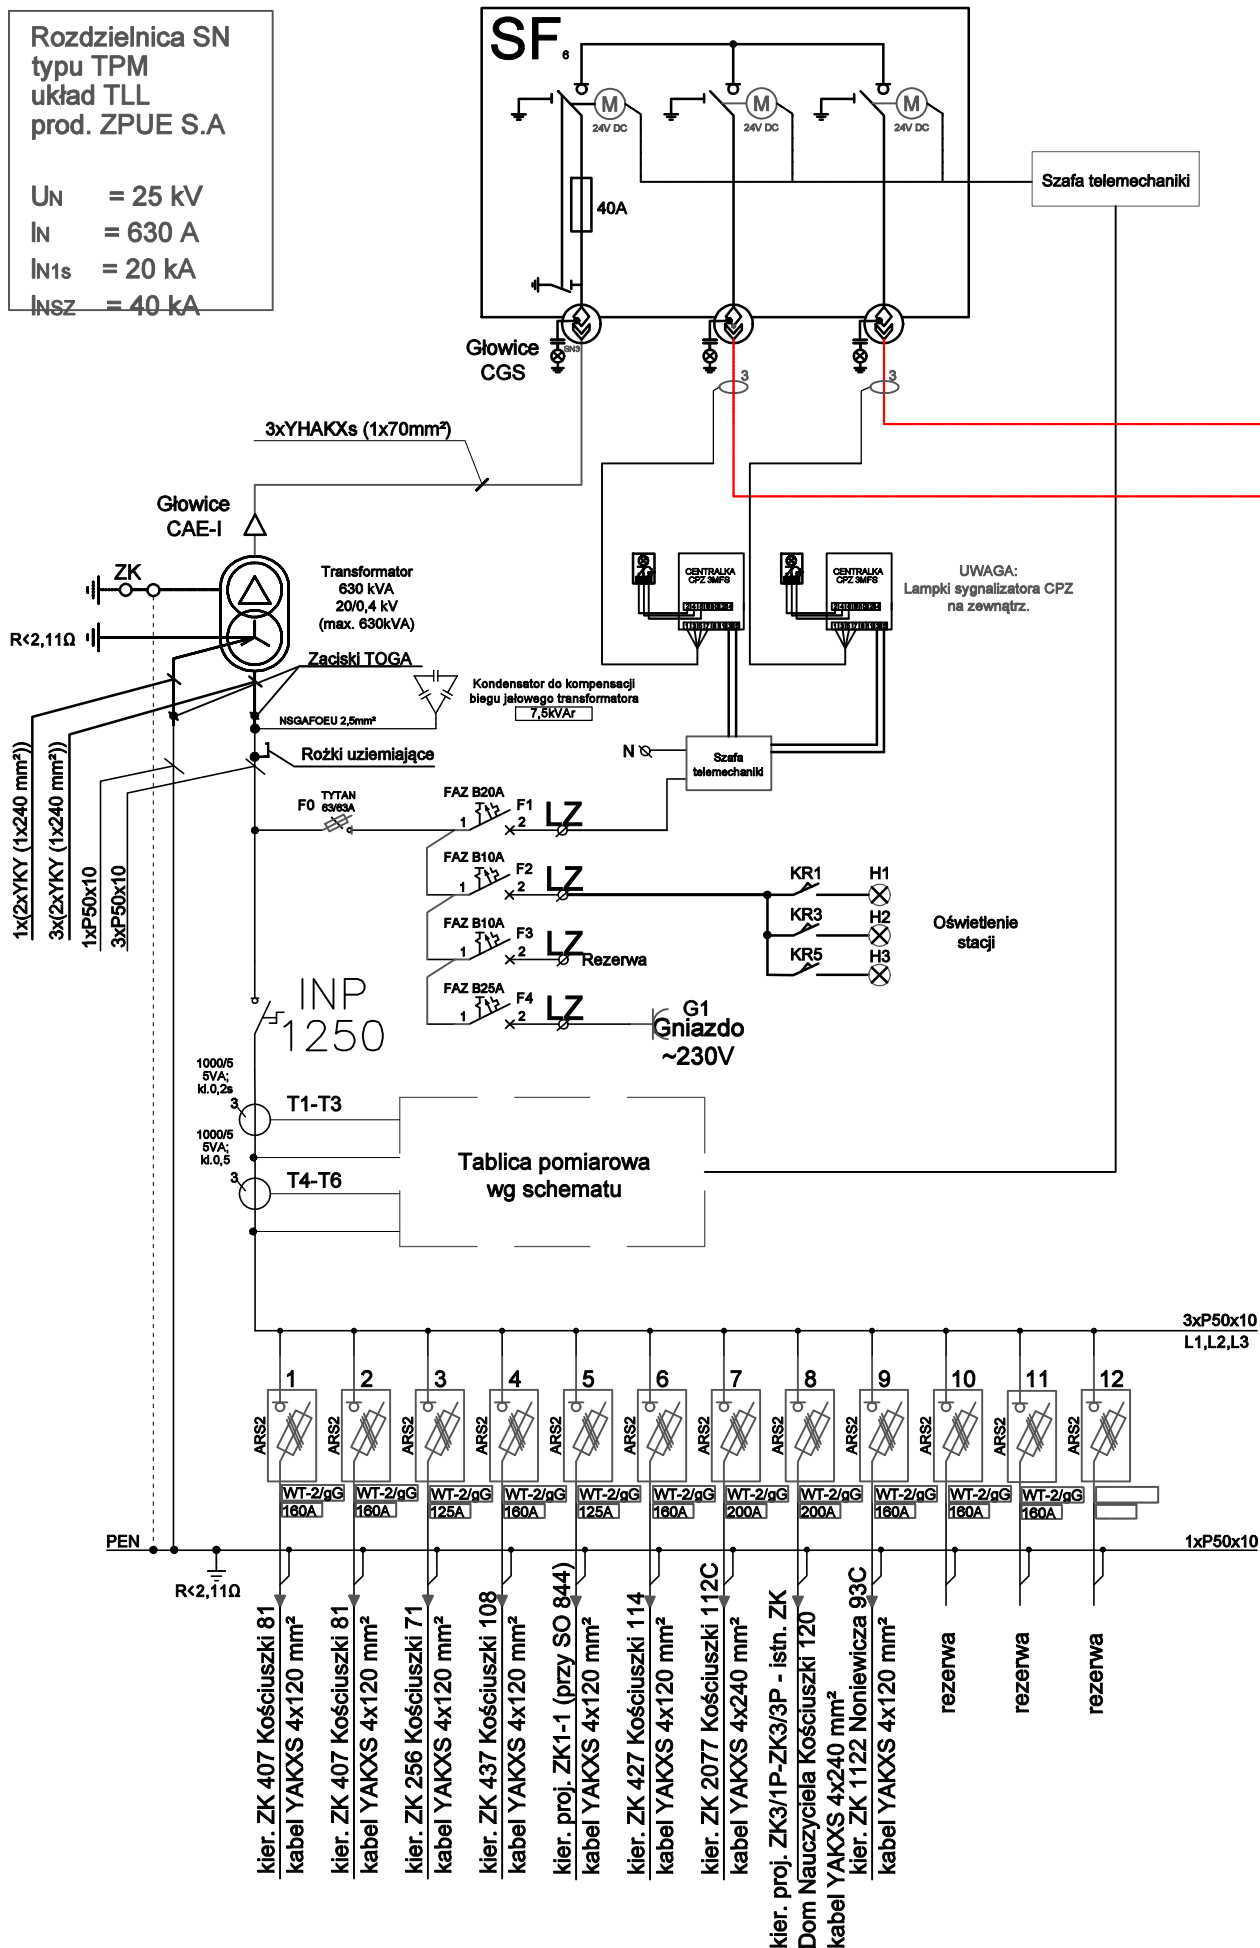 Rozdzielnica SN
typu TPM
układ TLL
prod. ZPUE S.A
UN = 25 kV
IN = 630 A
IN1s = 20 kA
INSZ = 40 kA
SF6
M
24V DC
M
24V DC
M
24V DC
40A
Szafa telemechaniki
Głowice
CGS
SN3
3
3
3xYHAKXs (1x70mm²)
Głowice
CAE-I
ZK
R<2,11Ω
Transformator
630 kVA
20/0,4 kV
(max. 630kVA)
CENTRALKA
CPZ 3MFS
CENTRALKA
CPZ 3MFS
UWAGA:
Lampki sygnalizatora CPZ
na zewnątrz.
Zaciski TOGA
Kondensator do kompensacji
biegu jałowego transformatora
7,5kVAr
NSGAFOEU 2,5mm²
Rożki uziemiające
N
Szafa
telemechaniki
1x(2xYKY (1x240 mm²))
3x(2xYKY (1x240 mm²))
1xP50x10
3xP50x10
F0
TYTAN
63/63A
FAZ B20A
1
F1
2
LZ
FAZ B10A
1
F2
2
LZ
FAZ B10A
1
F3
2
LZ
Rezerwa
FAZ B25A
1
F4
2
LZ
KR1
H1
KR3
H2
KR5
H3
Oświetlenie
stacji
G1
Gniazdo
~230V
INP
1250
1000/5
5VA;
kl.0,2s
3
T1-T3
1000/5
5VA;
kl.0,5
3
T4-T6
Tablica pomiarowa
wg schematu
3xP50x10
L1,L2,L3
1 2 3 4 5 6 7 8 9 10 11 12
ARS2 ARS2 ARS2 ARS2 ARS2 ARS2 ARS2 ARS2 ARS2 ARS2 ARS2 ARS2
WT-2/gG WT-2/gG WT-2/gG WT-2/gG WT-2/gG WT-2/gG WT-2/gG WT-2/gG WT-2/gG WT-2/gG WT-2/gG
160A 160A 125A 160A 125A 160A 200A 200A 160A 160A 160A
PEN
1xP50x10
R<2,11Ω
kier. ZK 407 Kościuszki 81
kabel YAKXS 4x120 mm²
kier. ZK 407 Kościuszki 81
kabel YAKXS 4x120 mm²
kier. ZK 256 Kościuszki 71
kabel YAKXS 4x120 mm²
kier. ZK 437 Kościuszki 108
kabel YAKXS 4x120 mm²
kier. proj. ZK1-1 (przy SO 844)
kabel YAKXS 4x120 mm²
kier. ZK 427 Kościuszki 114
kabel YAKXS 4x120 mm²
kier. ZK 2077 Kościuszki 112C
kabel YAKXS 4x240 mm²
kier. proj. ZK3/1P-ZK3/3P - istn. ZK
Dom Nauczyciela Kościuszki 120
kabel YAKXS 4x240 mm²
kier. ZK 1122 Noniewicza 93C
kabel YAKXS 4x120 mm²
rezerwa
rezerwa
rezerwa